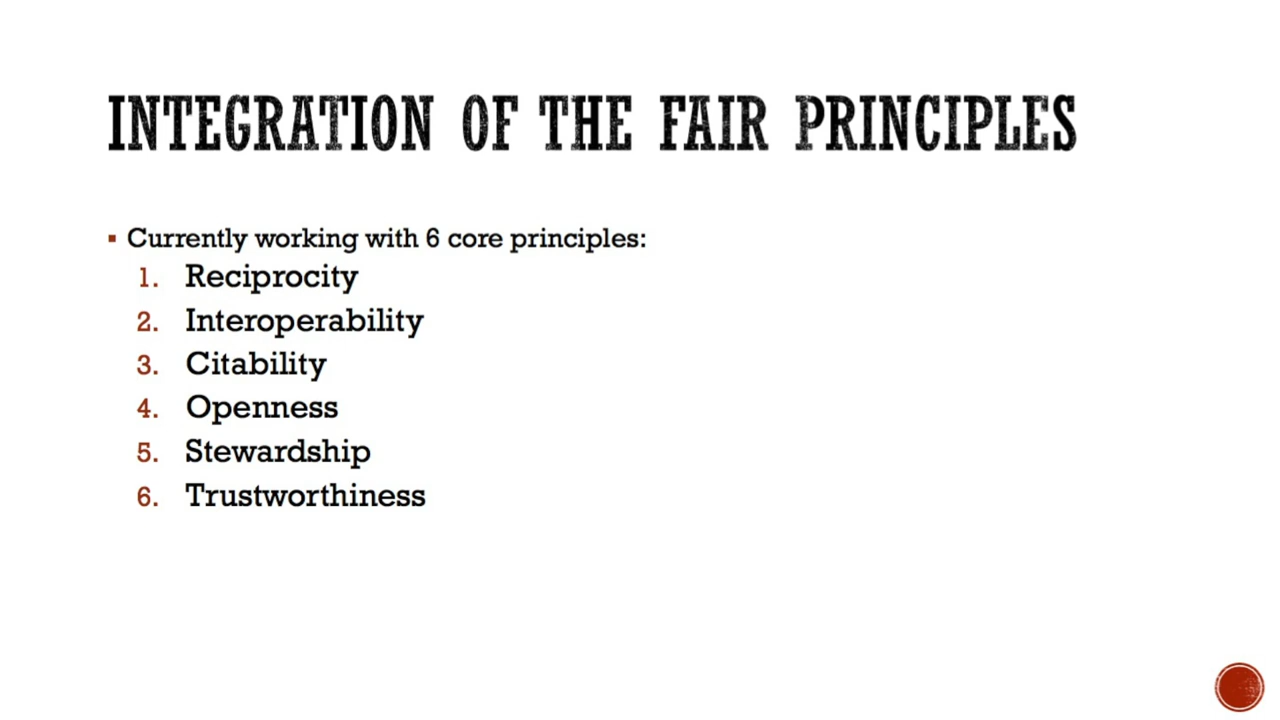 INTEGRATION OF THE FAIR PRINCIPLES
▪ Currently working with 6 core principles:
1. Reciprocity
2. Interoperability
3. Citability
4. Openness
5. Stewardship
6. Trustworthiness